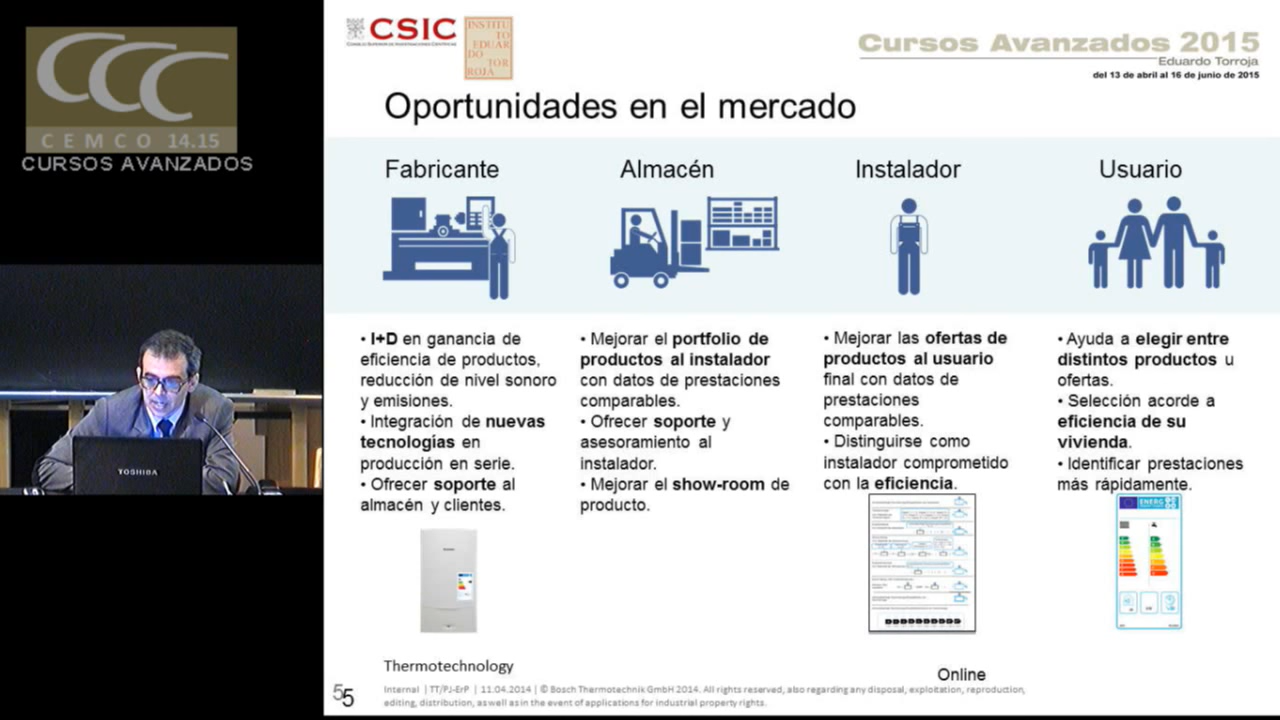 CCC
CEMCO 14.15
CURSOS AVANZADOS
TOSHIBA
CSIC
CONSEJO SUPERIOR DE INVESTIGACIONES CIENTÍFICAS
INSTITU
TO
EDUAR
DO TOR
ROJA
Cursos Avanzados 2015
Eduardo Torroja
del 13 de abril al 16 de junio de 2015
Oportunidades en el mercado
Fabricante
• I+D en ganancia de
eficiencia de productos,
reducción de nivel sonoro
y emisiones.
• Integración de nuevas
tecnologías en
producción en serie.
• Ofrecer soporte al
almacén y clientes.
Almacén
• Mejorar el portfolio de
productos al instalador
con datos de prestaciones
comparables.
• Ofrecer soporte y
asesoramiento al
instalador.
• Mejorar el show-room de
producto.
Instalador
• Mejorar las ofertas de
productos al usuario
final con datos de
prestaciones
comparables.
• Distinguirse como
instalador comprometido
con la eficiencia.
Usuario
• Ayuda a elegir entre
distintos productos u
ofertas.
• Selección acorde a
eficiencia de su
vivienda.
• Identificar prestaciones
más rápidamente.
ENERG
Thermotechnology
Online
55
Internal | TT/PJ-ErP | 11.04.2014 | © Bosch Thermotechnik GmbH 2014. All rights reserved, also regarding any disposal, exploitation, reproduction,
editing, distribution, as well as in the event of applications for industrial property rights.